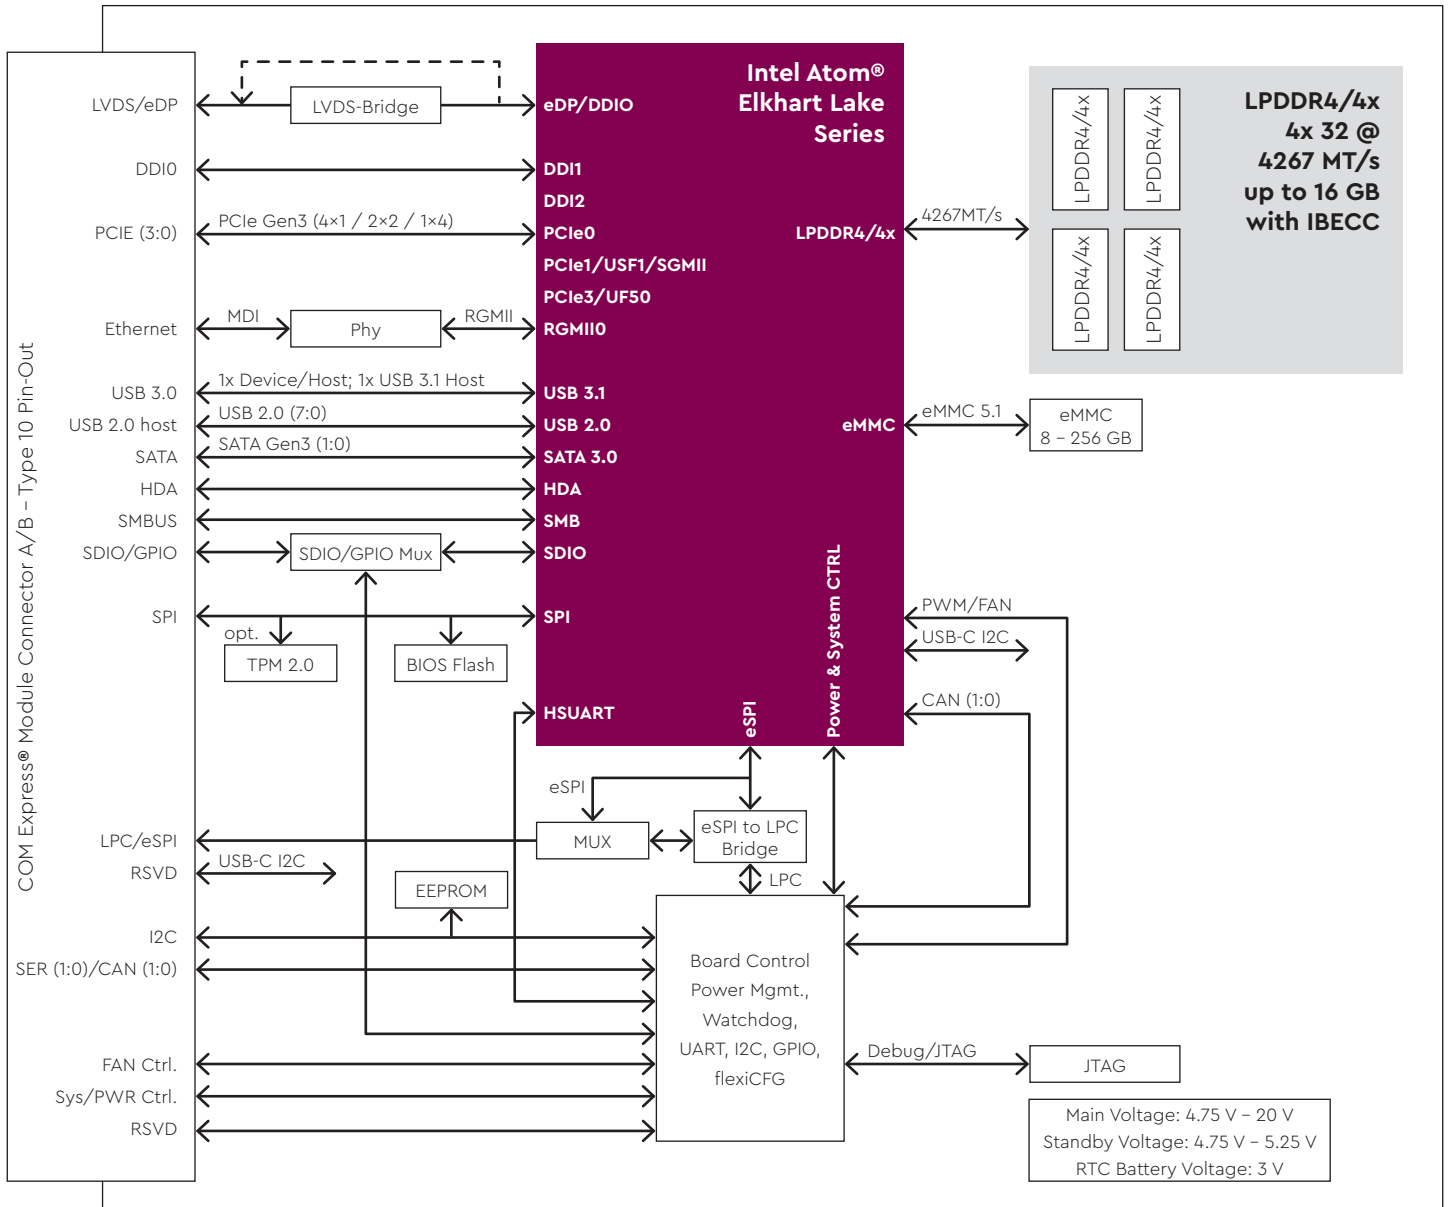 COM Express® Module Connector A/B – Type 10 Pin-Out
LVDS/eDP
DDI0
PCIE (3:0)
Ethernet
USB 3.0
USB 2.0 host
SATA
HDA
SMBUS
SDIO/GPIO
SPI
LPC/eSPI
RSVD
I2C
SER (1:0)/CAN (1:0)
FAN Ctrl.
Sys/PWR Ctrl.
RSVD
LVDS-Bridge
PCIe Gen3 (4×1 / 2×2 / 1×4)
MDI
Phy
RGMII
1x Device/Host; 1x USB 3.1 Host
USB 2.0 (7:0)
SATA Gen3 (1:0)
SDIO/GPIO Mux
opt.
TPM 2.0
BIOS Flash
USB-C I2C
EEPROM
Intel Atom®
Elkhart Lake
Series
eDP/DDIO
DDI1
DDI2
PCIe0
PCIe1/USF1/SGMII
PCIe3/UF50
RGMII0
USB 3.1
USB 2.0
SATA 3.0
HDA
SMB
SDIO
SPI
HSUART
eSPI
Power & System CTRL
LPDDR4/4x
eMMC
4267MT/s
LPDDR4/4x
LPDDR4/4x
LPDDR4/4x
LPDDR4/4x
LPDDR4/4x
4x 32 @
4267 MT/s
up to 16 GB
with IBECC
eMMC 5.1
eMMC
8 – 256 GB
PWM/FAN
USB-C I2C
CAN (1:0)
eSPI
MUX
eSPI to LPC
Bridge
LPC
Board Control
Power Mgmt.,
Watchdog,
UART, I2C, GPIO,
flexiCFG
Debug/JTAG
JTAG
Main Voltage: 4.75 V – 20 V
Standby Voltage: 4.75 V – 5.25 V
RTC Battery Voltage: 3 V